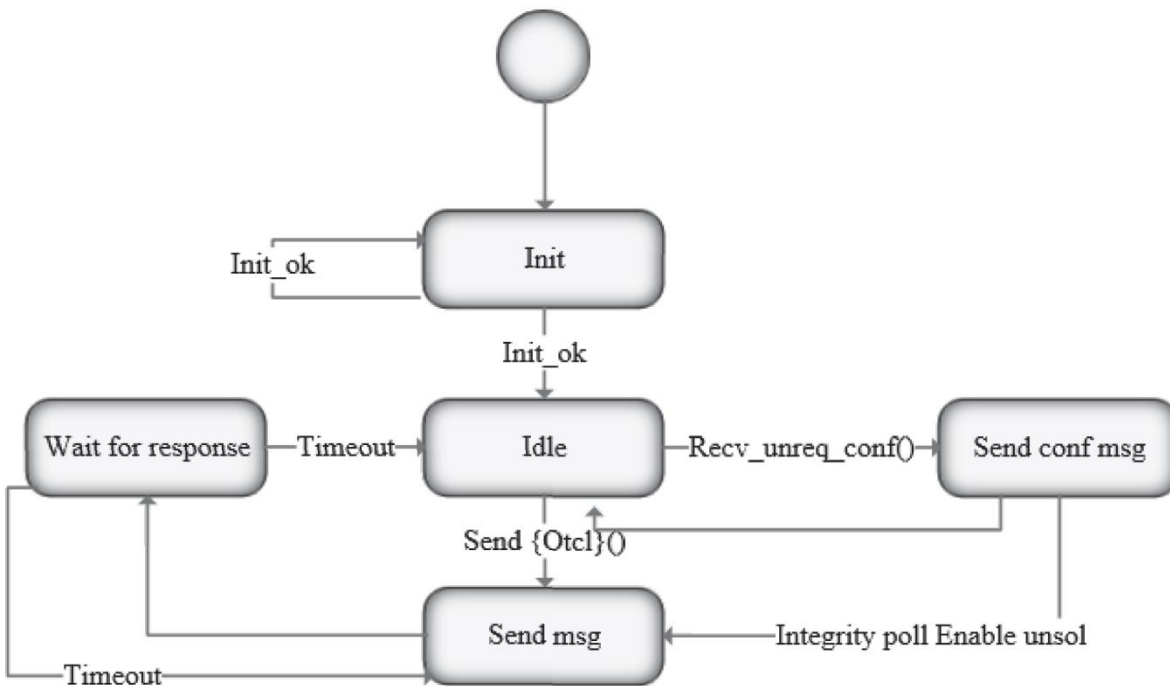 Init
Init_ok
Init_ok
Wait for response
Timeout
Idle
Recv_unreq_conf()
Send conf msg
Send {Otcl}()
Send msg
Integrity poll Enable unsol
Timeout